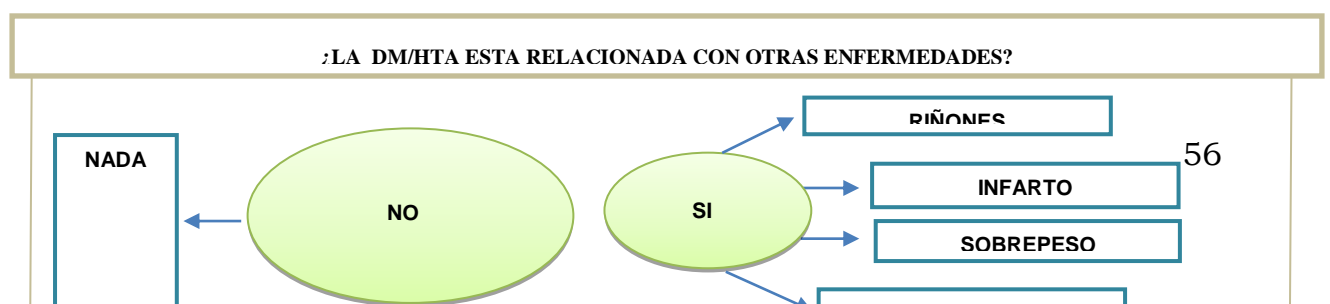 ¿LA DM/HTA ESTA RELACIONADA CON OTRAS ENFERMEDADES?
RIÑONES
NADA
56
INFARTO
NO
SI
SOBREPESO